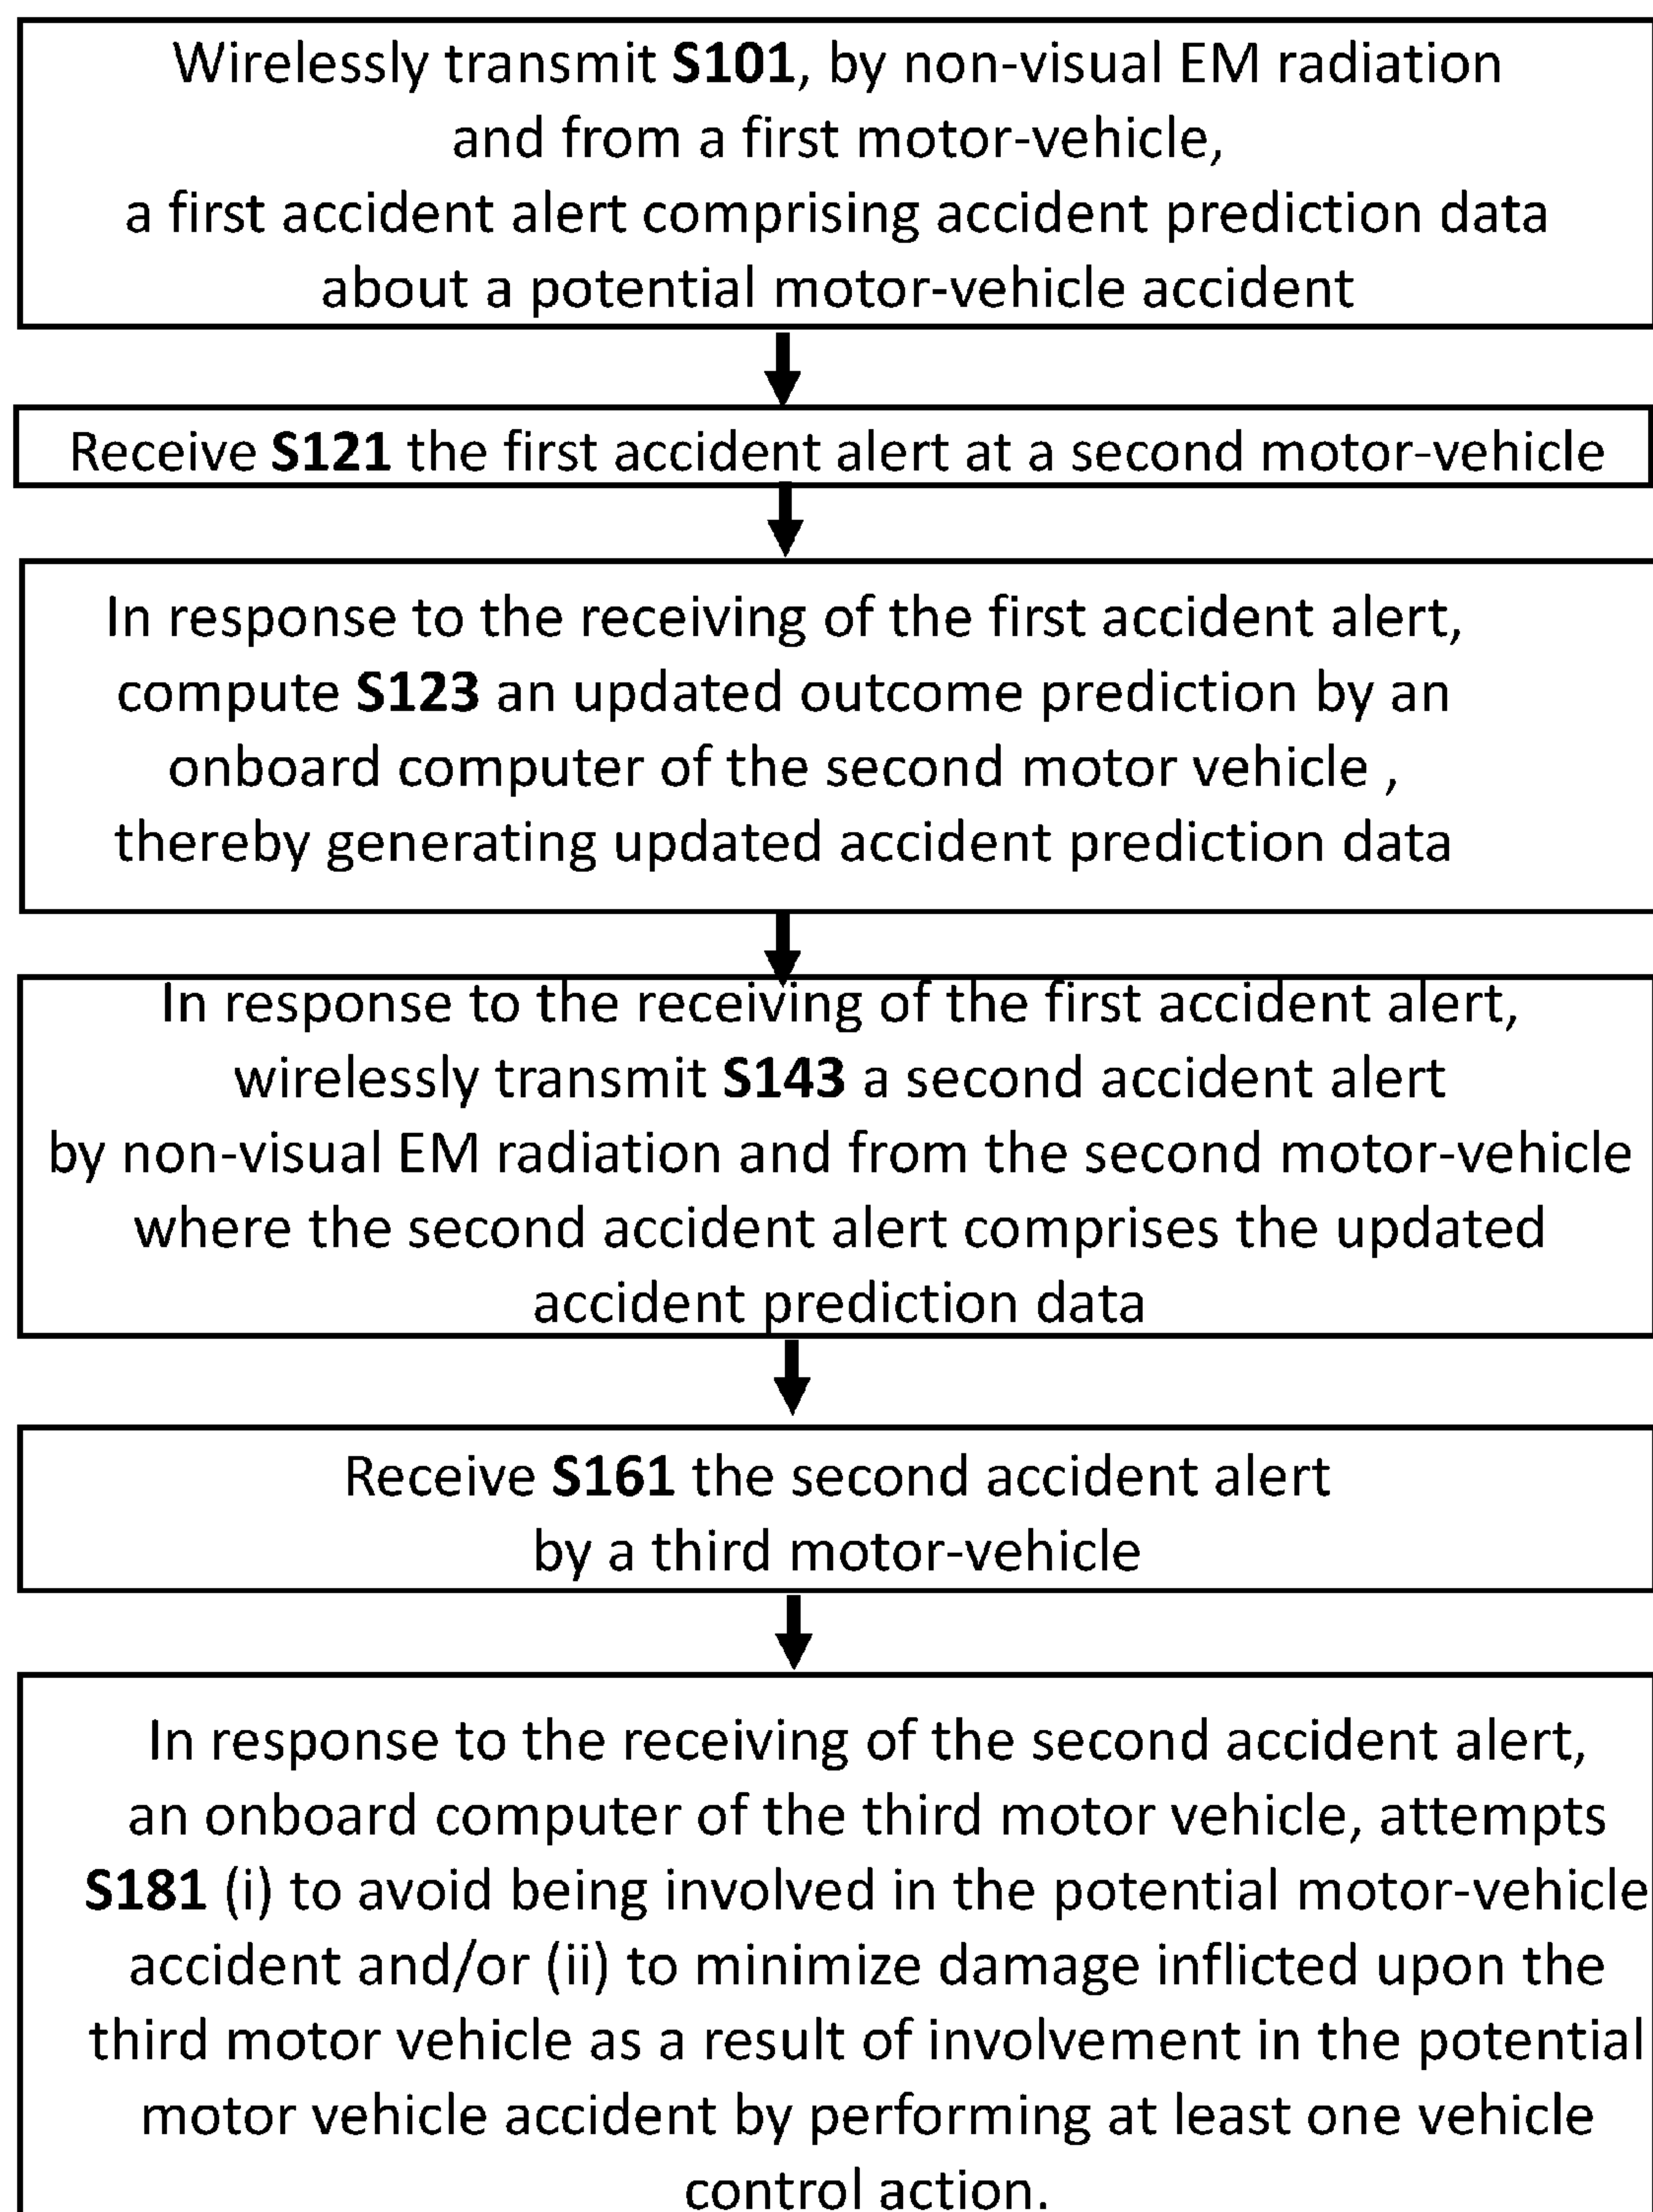 Wirelessly transmit S101, by non-visual EM radiation
and from a first motor-vehicle,
a first accident alert comprising accident prediction data
about a potential motor-vehicle accident
Receive S121 the first accident alert at a second motor-vehicle
In response to the receiving of the first accident alert,
compute S123 an updated outcome prediction by an
onboard computer of the second motor vehicle ,
thereby generating updated accident prediction data
In response to the receiving of the first accident alert,
wirelessly transmit S143 a second accident alert
by non-visual EM radiation and from the second motor-vehicle
where the second accident alert comprises the updated
accident prediction data
Receive S161 the second accident alert
by a third motor-vehicle
In response to the receiving of the second accident alert,
an onboard computer of the third motor vehicle, attempts
S181 (i) to avoid being involved in the potential motor-vehicle
accident and/or (ii) to minimize damage inflicted upon the
third motor vehicle as a result of involvement in the potential
motor vehicle accident by performing at least one vehicle
control action.